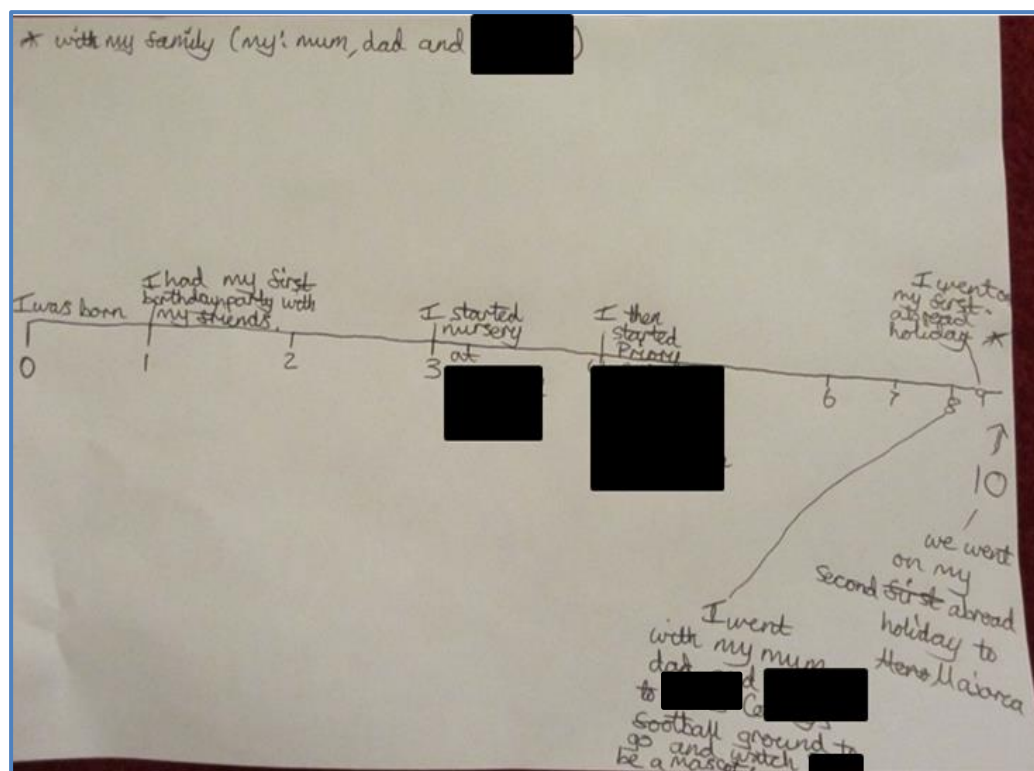 * with my family (my: mum, dad and
I was born
I had my first
birthday party with
my friends.
I started
nursery
at
I then
started
Priory
I went on
my first
abroad
holiday *
0
1
2
3
6
7
8
9
10
we went
on my
second first abroad
holiday to
Majorca
I went
with my mum
dad and
to
football ground to
go and watch
be a mascot.